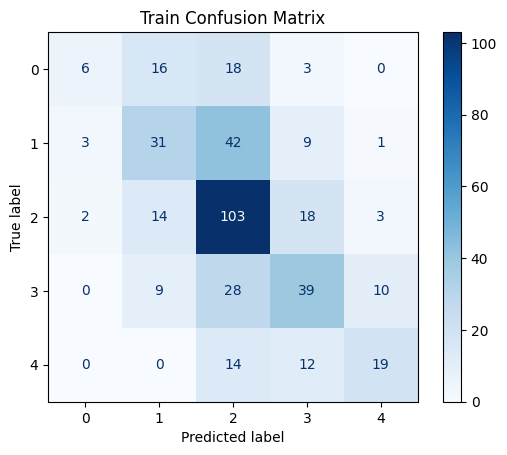 Train Confusion Matrix
0 6 16 18 3 0
1 3 31 42 9 1
2 2 14 103 18 3
3 0 9 28 39 10
4 0 0 14 12 19
0 1 2 3 4
Predicted label
True label
100
80
60
40
20
0